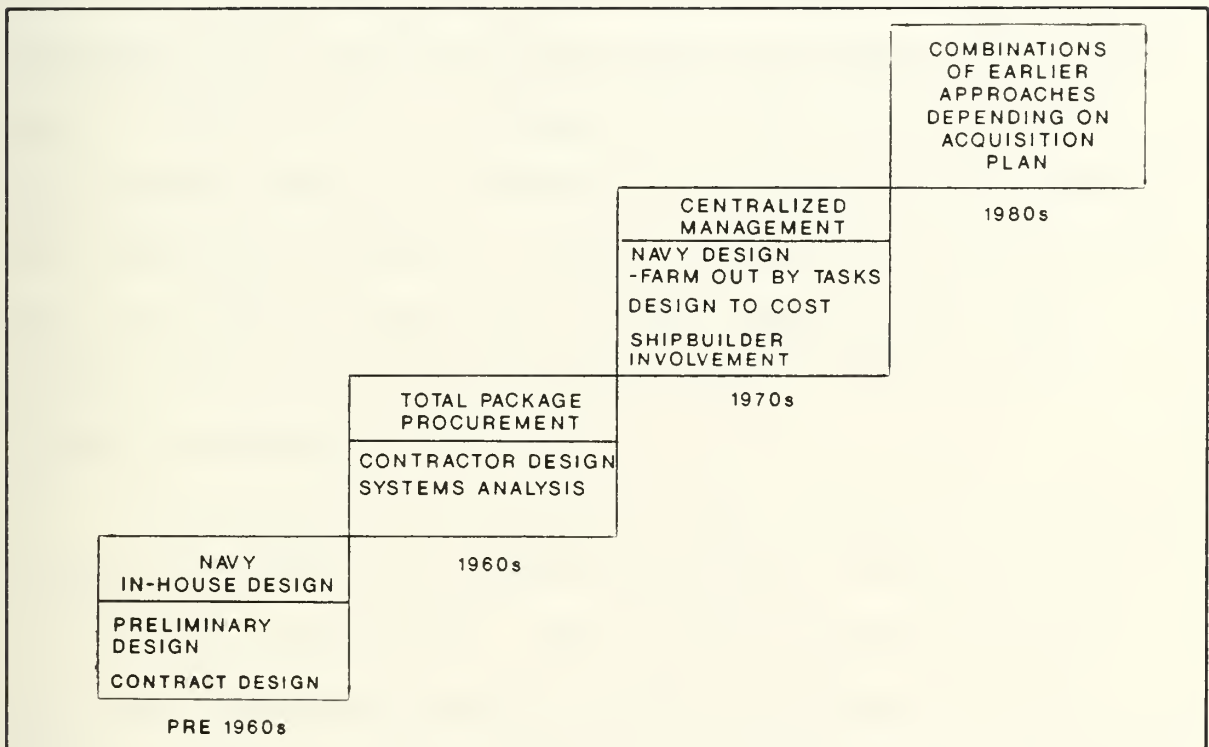 COMBINATIONS
OF EARLIER
APPROACHES
DEPENDING ON
ACQUISITION
PLAN
1980s
CENTRALIZED
MANAGEMENT
NAVY DESIGN
-FARM OUT BY TASKS
DESIGN TO COST
SHIPBUILDER
INVOLVEMENT
1970s
TOTAL PACKAGE
PROCUREMENT
CONTRACTOR DESIGN
SYSTEMS ANALYSIS
1960s
NAVY
IN-HOUSE DESIGN
PRELIMINARY
DESIGN
CONTRACT DESIGN
PRE 1960s